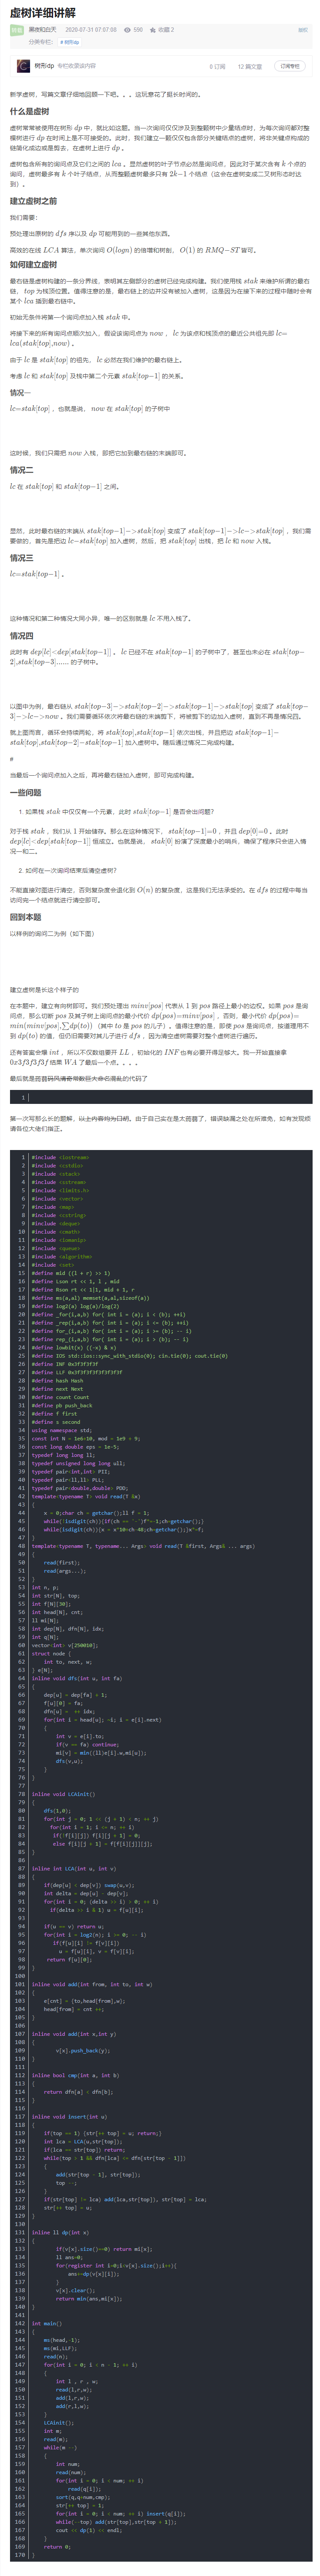 虚树详细讲解
黑夜和白天 2020-07-31 07:07:08 590 收藏 2 版权
分类专栏： # 树形dp
树形dp 专栏收录该内容 0 订阅 12 篇文章 订阅专栏
初学虚树，写篇文章仔细地回顾一下吧。。。这玩意花了挺长时间的。
什么是虚树
虚树常常被使用在树形 dp 中，就比如这题。当一次询问仅仅涉及到整颗树中少量结点时，为每次询问都对整
棵树进行 dp 在时间上是不可接受的。此时，我们建立一颗仅仅包含部分关键结点的虚树，将非关键点构成的
链简化成边或是剪去，在虚树上进行 dp 。
虚树包含所有的询问点及它们之间的 lca 。显然虚树的叶子节点必然是询问点，因此对于某次含有 k 个点的
询问，虚树最多有 k 个叶子结点，从而整颗虚树最多只有 2k−1 个结点（这会在虚树变成二叉树形态时达
到）。
建立虚树之前
我们需要：
预处理出原树的 dfs 序以及 dp 可能用到的一些其他东西。
高效的在线 LCA 算法，单次询问 O(logn) 的倍增和树剖， O(1) 的 RMQ−ST 皆可。
如何建立虚树
最右链是虚树构建的一条分界线，表明其左侧部分的虚树已经完成构建。我们使用栈 stak 来维护所谓的最右
链， top 为栈顶位置。值得注意的是，最右链上的边并没有被加入虚树，这是因为在接下来的过程中随时会有某
个 lca 插到最右链中。
初始无条件将第一个询问点加入栈 stak 中。
将接下来的所有询问点顺次加入，假设该询问点为 now ， lc 为该点和栈顶点的最近公共祖先即 lc=
lca(stak[top],now) 。
由于 lc 是 stak[top] 的祖先， lc 必然在我们维护的最右链上。
考虑 lc 和 stak[top] 及栈中第二个元素 stak[top−1] 的关系。
情况一
lc=stak[top] ，也就是说， now 在 stak[top] 的子树中
这时候，我们只需把 now 入栈，即把它加到最右链的末端即可。
情况二
lc 在 stak[top] 和 stak[top−1] 之间。
显然，此时最右链的末端从 stak[top−1]−>stak[top] 变成了 stak[top−1]−>lc−>stak[top] ，我们需
要做的，首先是把边 lc−stak[top] 加入虚树，然后，把 stak[top] 出栈，把 lc 和 now 入栈。
情况三
lc=stak[top−1] 。
这种情况和第二种情况大同小异，唯一的区别就是 lc 不用入栈了。
情况四
此时有 dep[lc]<dep[stak[top−1]] 。 lc 已经不在 stak[top−1] 的子树中了，甚至也未必在 stak[top−
2],stak[top−3]...... 的子树中。
以图中为例，最右链从 stak[top−3]−>stak[top−2]−>stak[top−1]−>stak[top] 变成了 stak[top−
3]−>lc−>now 。我们需要循环依次将最右链的末端剪下，将被剪下的边加入虚树，直到不再是情况四。
就上图而言，循环会持续两轮，将 stak[top],stak[top−1] 依次出栈，并且把边 stak[top−1]−
stak[top],stak[top−2]−stak[top−1] 加入虚树中。随后通过情况二完成构建。
#
当最后一个询问点加入之后，再将最右链加入虚树，即可完成构建。
一些问题
1. 如果栈 stak 中仅仅有一个元素，此时 stak[top−1] 是否会出问题？
对于栈 stak ，我们从 1 开始储存。那么在这种情况下， stak[top−1]=0 ，并且 dep[0]=0 。此时
dep[lc]<dep[stak[top−1]] 恒成立。也就是说， stak[0] 扮演了深度最小的哨兵，确保了程序只会进入情
况一和二。
2. 如何在一次询问结束后清空虚树？
不能直接对图进行清空，否则复杂度会退化到 O(n) 的复杂度，这是我们无法承受的。在 dfs 的过程中每当
访问完一个结点就进行清空即可。
回到本题
以样例的询问二为例（如下图）
建立虚树是长这个样子的
在本题中，建立有向树即可。我们预处理出 minv[pos] 代表从 1 到 pos 路径上最小的边权。如果 pos 是询
问点，那么切断 pos 及其子树上询问点的最小代价 dp(pos)=minv[pos] ，否则，最小代价 dp(pos)=
min(minv[pos],∑dp(to)) （其中 to 是 pos 的儿子）。值得注意的是，即使 pos 是询问点，按道理用不
到 dp(to) 的值，但仍旧需要对其儿子进行 dfs ，因为清空虚树需要对整个虚树进行遍历。
还有答案会爆 int ，所以不仅数组要开 LL ，初始化的 INF 也有必要开得足够大。我一开始直接拿
0x3f3f3f3f 结果 WA 了最后一个点。。。。
最后就是蒟蒻码风清奇常数巨大命名混乱的代码了
1
第一次写那么长的题解，以上内容均为口胡。由于自己实在是太蒟蒻了，错误缺漏之处在所难免，如有发现烦
请各位大佬们指正。
1 #include <iostream>
2 #include <cstdio>
3 #include <stack>
4 #include <sstream>
5 #include <limits.h>
6 #include <vector>
7 #include <map>
8 #include <cstring>
9 #include <deque>
10 #include <cmath>
11 #include <iomanip>
12 #include <queue>
13 #include <algorithm>
14 #include <set>
15 #define mid ((l + r) >> 1)
16 #define Lson rt << 1, l , mid
17 #define Rson rt << 1|1, mid + 1, r
18 #define ms(a,al) memset(a,al,sizeof(a))
19 #define log2(a) log(a)/log(2)
20 #define _for(i,a,b) for( int i = (a); i < (b); ++i)
21 #define _rep(i,a,b) for( int i = (a); i <= (b); ++i)
22 #define for_(i,a,b) for( int i = (a); i >= (b); -- i)
23 #define rep_(i,a,b) for( int i = (a); i > (b); -- i)
24 #define lowbit(x) ((-x) & x)
25 #define IOS std::ios::sync_with_stdio(0); cin.tie(0); cout.tie(0)
26 #define INF 0x3f3f3f3f
27 #define LLF 0x3f3f3f3f3f3f3f3f
28 #define hash Hash
29 #define next Next
30 #define count Count
31 #define pb push_back
32 #define f first
33 #define s second
34 using namespace std;
35 const int N = 1e6+10, mod = 1e9 + 9;
36 const long double eps = 1e-5;
37 typedef long long ll;
38 typedef unsigned long long ull;
39 typedef pair<int,int> PII;
40 typedef pair<ll,ll> PLL;
41 typedef pair<double,double> PDD;
42 template<typename T> void read(T &x)
43 {
44 x = 0;char ch = getchar();ll f = 1;
45 while(!isdigit(ch)){if(ch == '-')f*=-1;ch=getchar();}
46 while(isdigit(ch)){x = x*10+ch-48;ch=getchar();}x*=f;
47 }
48 template<typename T, typename... Args> void read(T &first, Args& ... args)
49 {
50 read(first);
51 read(args...);
52 }
53 int n, p;
54 int str[N], top;
55 int f[N][30];
56 int head[N], cnt;
57 ll mi[N];
58 int dep[N], dfn[N], idx;
59 int q[N];
60 vector<int> v[250010];
61 struct node {
62 int to, next, w;
63 } e[N];
64 inline void dfs(int u, int fa)
65 {
66 dep[u] = dep[fa] + 1;
67 f[u][0] = fa;
68 dfn[u] = ++ idx;
69 for(int i = head[u]; ~i; i = e[i].next)
70 {
71 int v = e[i].to;
72 if(v == fa) continue;
73 mi[v] = min((ll)e[i].w,mi[u]);
74 dfs(v,u);
75 }
76 }
77
78 inline void LCAinit()
79 {
80 dfs(1,0);
81 for(int j = 0; 1 << (j + 1) < n; ++ j)
82 for(int i = 1; i <= n; ++ i)
83 if(!f[i][j]) f[i][j + 1] = 0;
84 else f[i][j + 1] = f[f[i][j]][j];
85 }
86
87 inline int LCA(int u, int v)
88 {
89 if(dep[u] < dep[v]) swap(u,v);
90 int delta = dep[u] - dep[v];
91 for(int i = 0; (delta >> i) > 0; ++ i)
92 if(delta >> i & 1) u = f[u][i];
93
94 if(u == v) return u;
95 for(int i = log2(n); i >= 0; -- i)
96 if(f[u][i] != f[v][i])
97 u = f[u][i], v = f[v][i];
98 return f[u][0];
99 }
100
101 inline void add(int from, int to, int w)
102 {
103 e[cnt] = {to,head[from],w};
104 head[from] = cnt ++;
105 }
106
107 inline void add(int x,int y)
108 {
109 v[x].push_back(y);
110 }
111
112 inline bool cmp(int a, int b)
113 {
114 return dfn[a] < dfn[b];
115 }
116
117 inline void insert(int u)
118 {
119 if(top == 1) {str[++ top] = u; return;}
120 int lca = LCA(u,str[top]);
121 if(lca == str[top]) return;
122 while(top > 1 && dfn[lca] <= dfn[str[top - 1]])
123 {
124 add(str[top - 1], str[top]);
125 top --;
126 }
127 if(str[top] != lca) add(lca,str[top]), str[top] = lca;
128 str[++ top] = u;
129 }
130
131 inline ll dp(int x)
132 {
133 if(v[x].size()==0) return mi[x];
134 ll ans=0;
135 for(register int i=0;i<v[x].size();i++){
136 ans+=dp(v[x][i]);
137 }
138 v[x].clear();
139 return min(ans,mi[x]);
140 }
141
142 int main()
143 {
144 ms(head,-1);
145 ms(mi,LLF);
146 read(n);
147 for(int i = 0; i < n - 1; ++ i)
148 {
149 int l , r , w;
150 read(l,r,w);
151 add(l,r,w);
152 add(r,l,w);
153 }
154 LCAinit();
155 int m;
156 read(m);
157 while(m --)
158 {
159 int num;
160 read(num);
161 for(int i = 0; i < num; ++ i)
162 read(q[i]);
163 sort(q,q+num,cmp);
164 str[++ top] = 1;
165 for(int i = 0; i < num; ++ i) insert(q[i]);
166 while(--top) add(str[top],str[top + 1]);
167 cout << dp(1) << endl;
168 }
169 return 0;
170 }